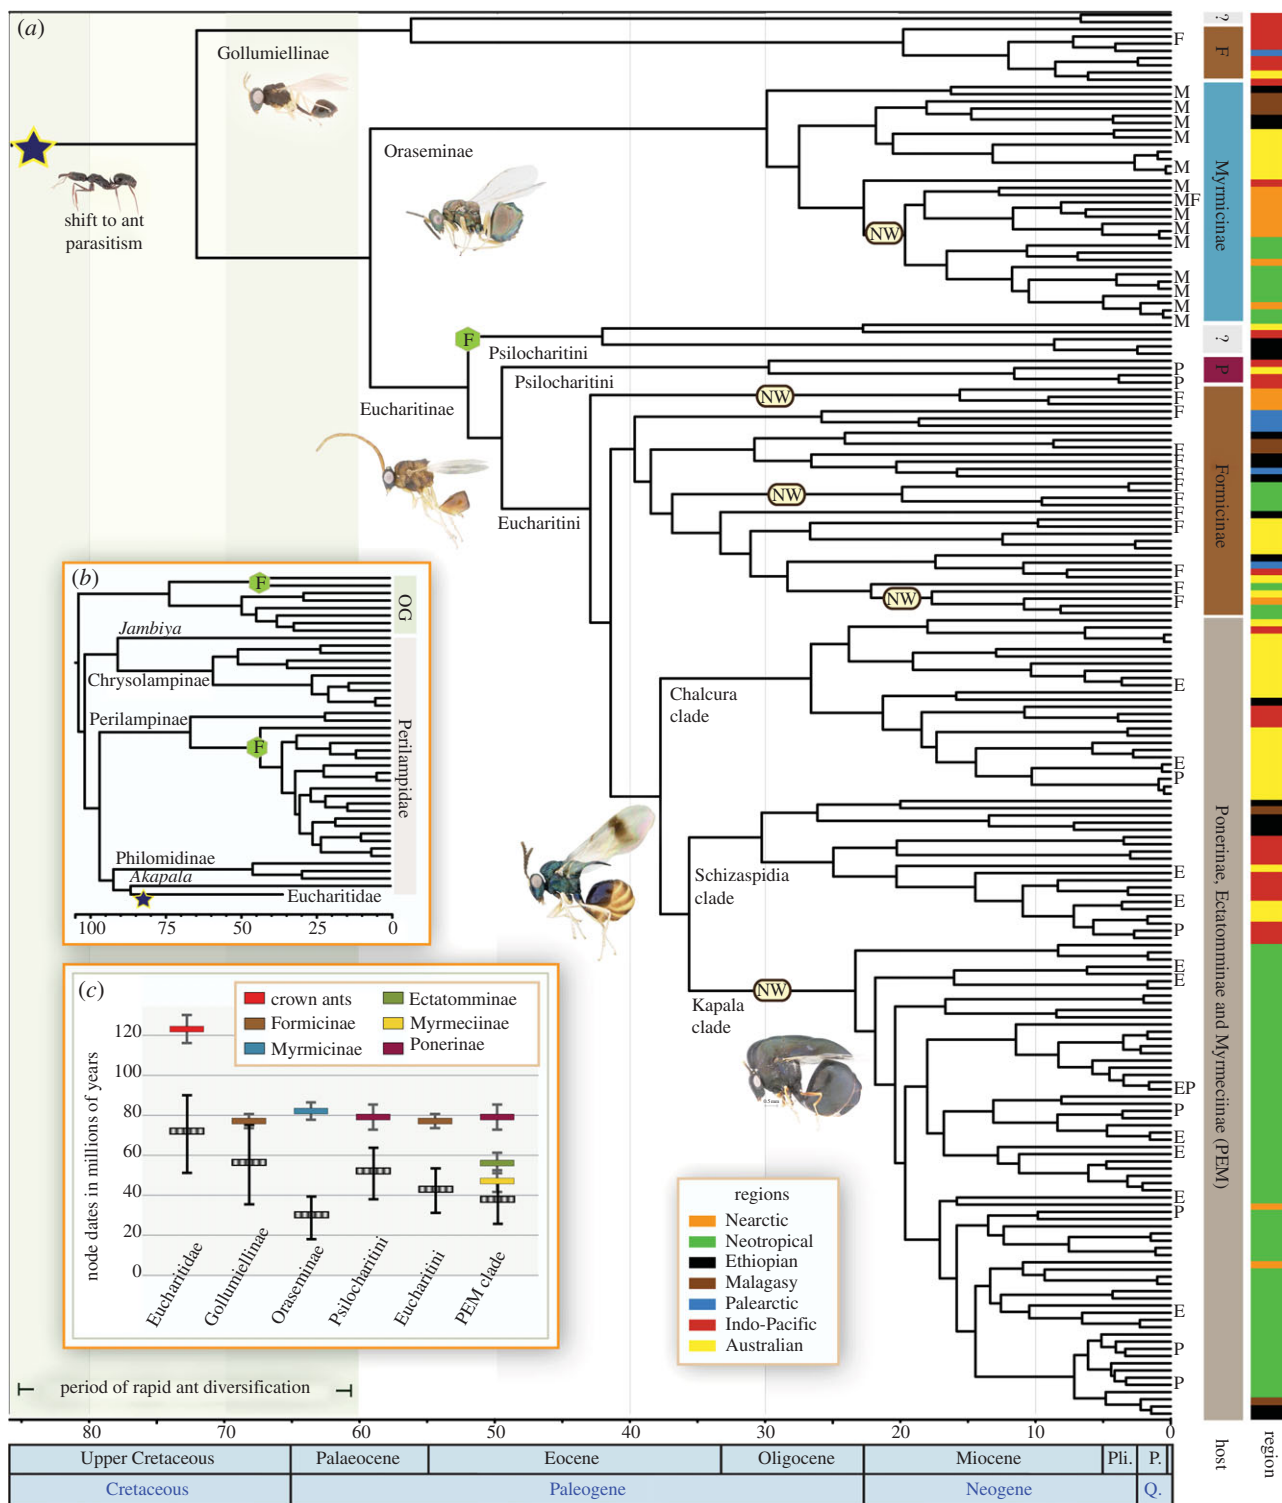 (a)
Gollumiellinae
shift to ant
parasitism
Oraseminae
NW
F
Psilocharitini
Psilocharitini
Eucharitinae
NW
NW
Eucharitini
NW
Chalcura
clade
Schizaspidia
clade
NW
Kapala
clade
0.5 mm
F
M
M
M
M
M
M
MF
M
M
M
M
M
M
M
P
P
F
F
F
F
F
F
F
F
F
F
F
F
F
E
E
P
E
E
P
E
E
EP
P
E
E
E
P
E
P
P
?
F
Myrmicinae
?
P
Formicinae
Ponerinae, Ectatomminae and Myrmeciinae (PEM)
host
region
(b)
F
OG
Jambiya
Chrysolampinae
Perilampinae
F
Perilampidae
Philomidinae
Akapala
Eucharitidae
100 75 50 25 0
(c)
crown ants
Formicinae
Myrmicinae
Ectatomminae
Myrmeciinae
Ponerinae
node dates in millions of years
120
100
80
60
40
20
0
Eucharitidae
Gollumiellinae
Oraseminae
Psilocharitini
Eucharitini
PEM clade
regions
Nearctic
Neotropical
Ethiopian
Malagasy
Palearctic
Indo-Pacific
Australian
period of rapid ant diversification
80 70 60 50 40 30 20 10 0
Upper Cretaceous Palaeocene Eocene Oligocene Miocene Pli. P.
Cretaceous Paleogene Neogene Q.